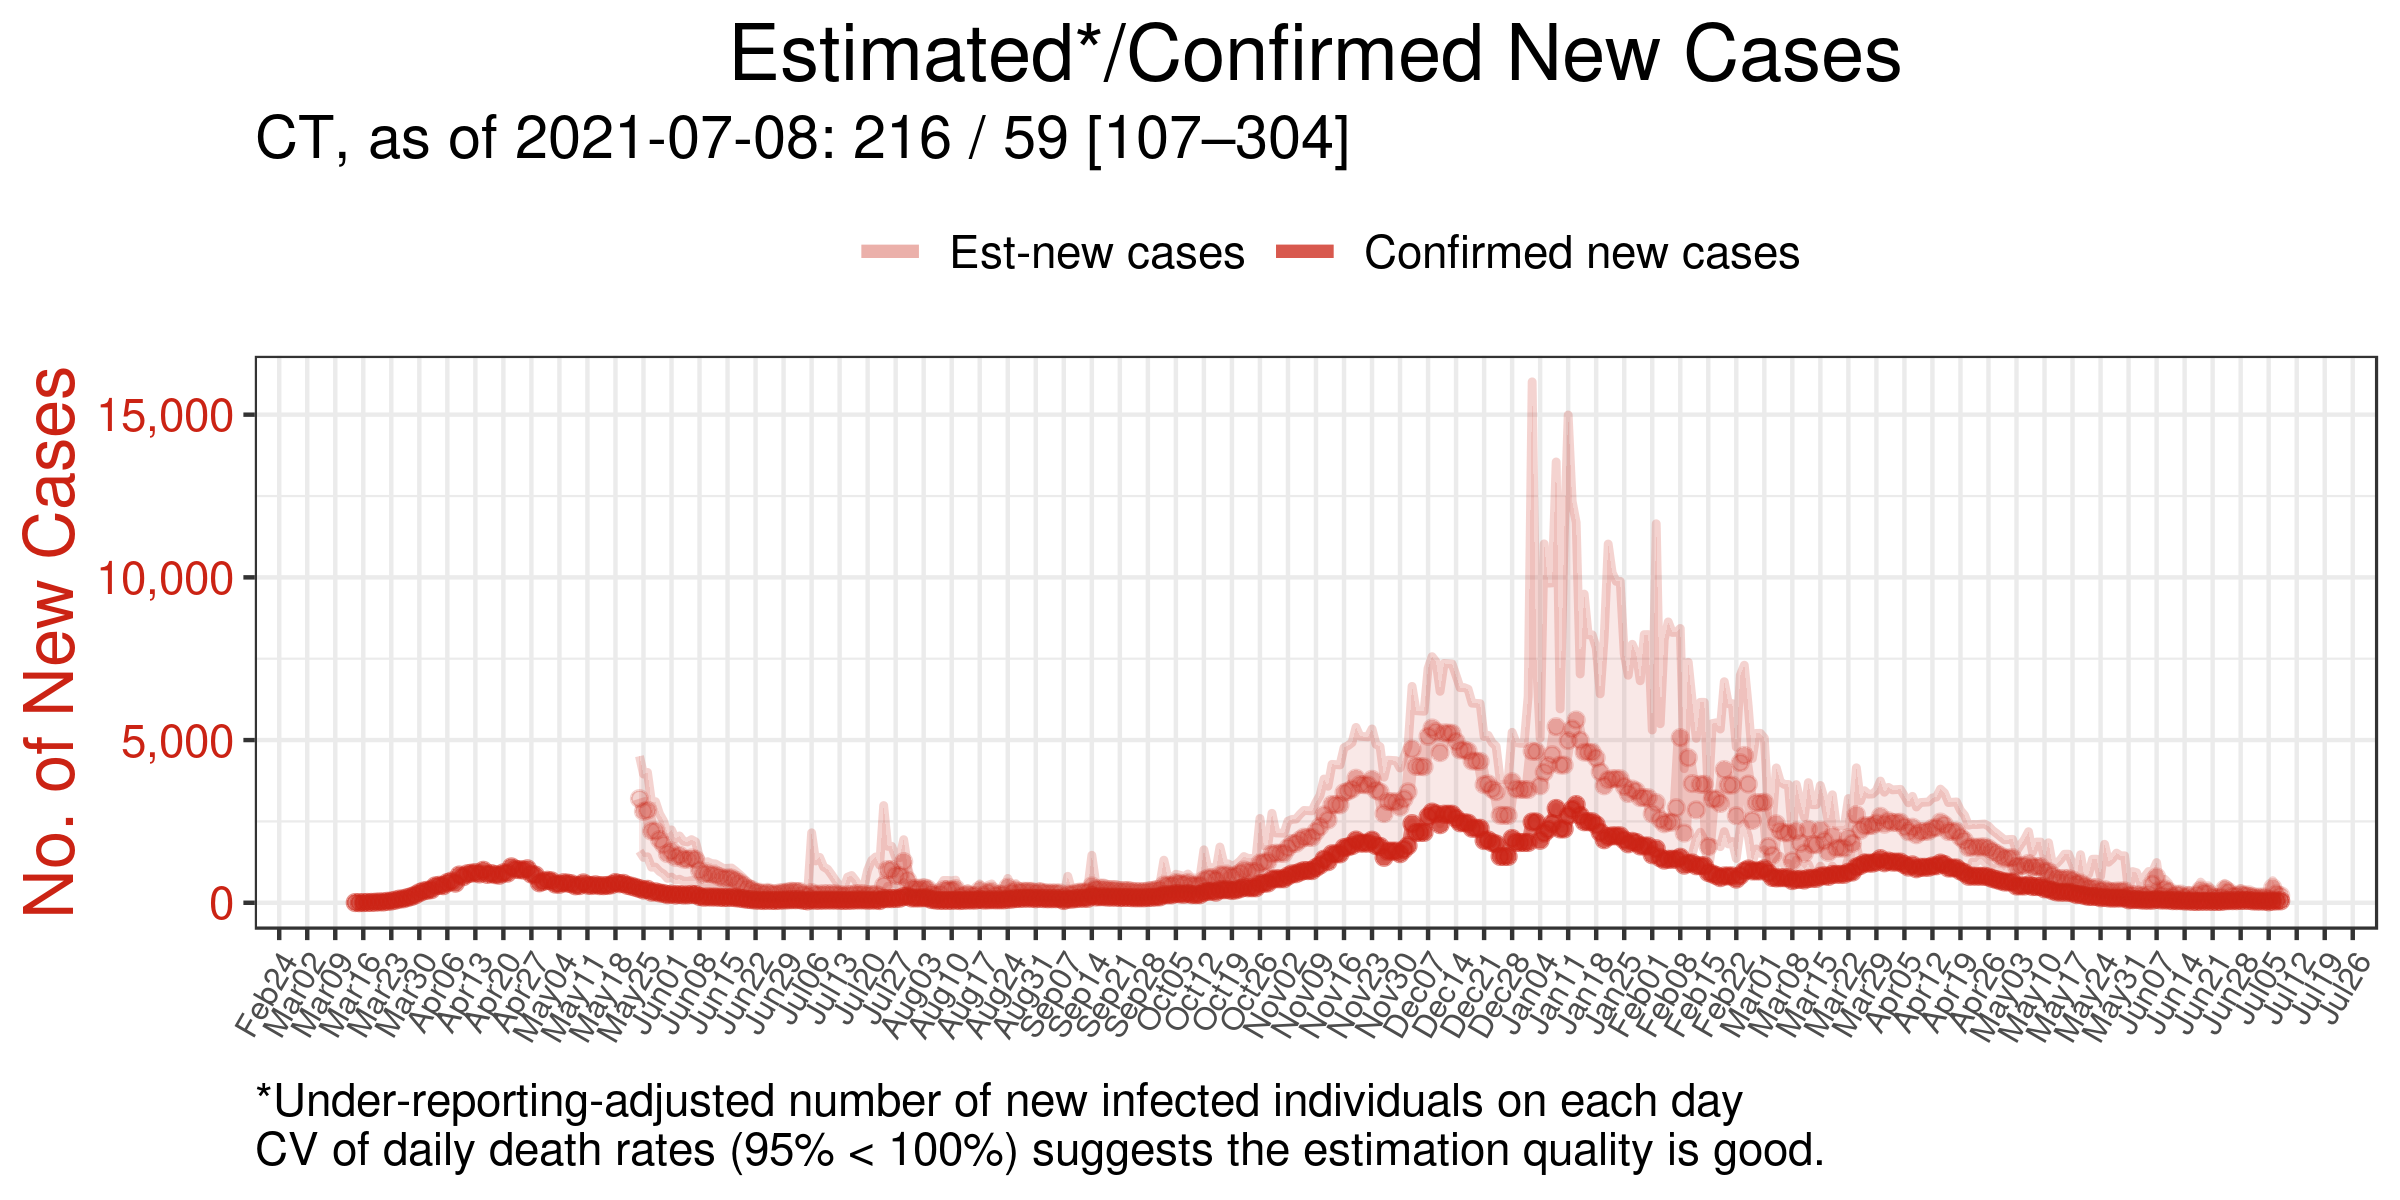 Estimated*/Confirmed New Cases
CT, as of 2021-07-08: 216 / 59 [107–304]
Est-new cases
Confirmed new cases
No. of New Cases
15,000
10,000
5,000
0
Feb24
Mar02
Mar09
Mar16
Mar23
Mar30
Apr06
Apr13
Apr20
Apr27
May04
May11
May18
May25
Jun01
Jun08
Jun15
Jun22
Jun29
Jul06
Jul13
Jul20
Jul27
Aug03
Aug10
Aug17
Aug24
Aug31
Sep07
Sep14
Sep21
Sep28
Oct05
Oct12
Oct19
Oct26
Nov02
Nov09
Nov16
Nov23
Nov30
Dec07
Dec14
Dec21
Dec28
Jan04
Jan11
Jan18
Jan25
Feb01
Feb08
Feb15
Feb22
Mar01
Mar08
Mar15
Mar22
Mar29
Apr05
Apr12
Apr19
Apr26
May03
May10
May17
May24
May31
Jun07
Jun14
Jun21
Jun28
Jul05
Jul12
Jul19
Jul26
*Under-reporting-adjusted number of new infected individuals on each day
CV of daily death rates (95% < 100%) suggests the estimation quality is good.